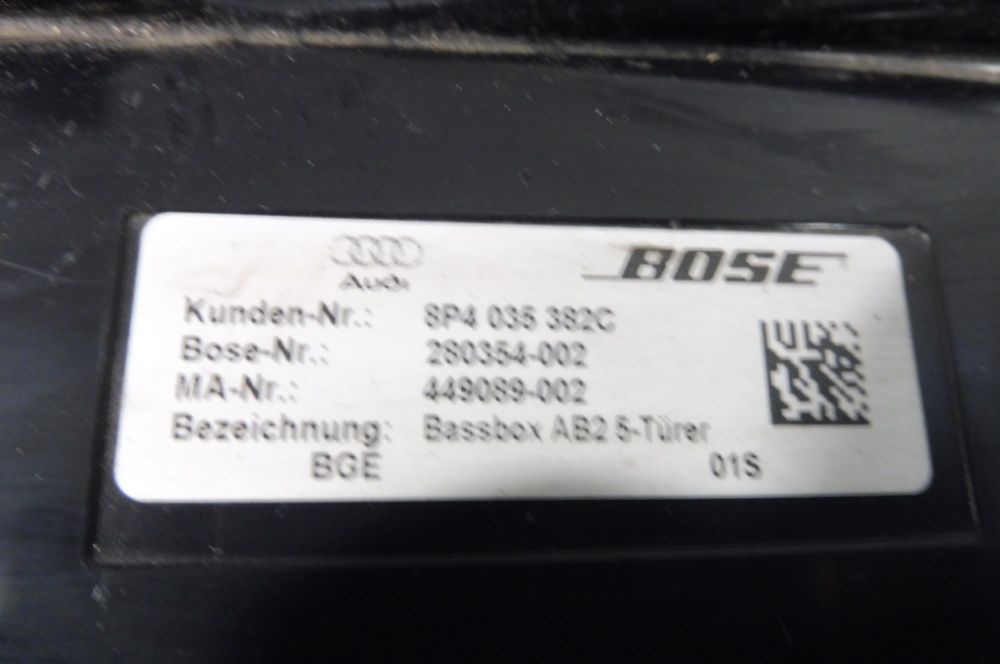 Audi BOSE
Kunden-Nr.: 8P4 035 382C
Bose-Nr.: 280354-002
MA-Nr.: 449089-002
Bezeichnung: Bassbox AB2 5-Türer
BGE 01S